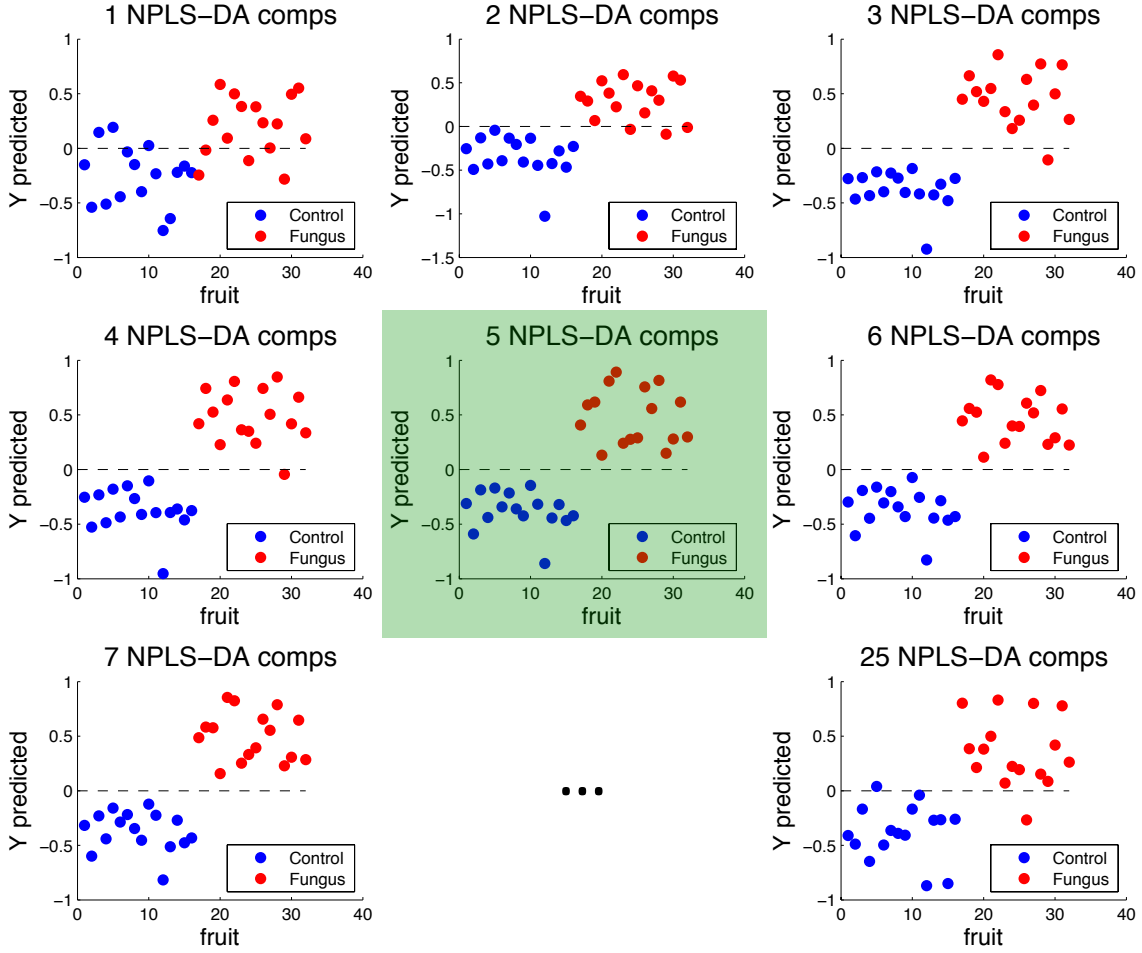 1 NPLS−DA comps
1
0.5
0
−0.5
−1
0 10 20 30 40
Y predicted
fruit
Control
Fungus
2 NPLS−DA comps
1
0.5
0
−0.5
−1
−1.5
0 10 20 30 40
Y predicted
fruit
Control
Fungus
3 NPLS−DA comps
1
0.5
0
−0.5
−1
0 10 20 30 40
Y predicted
fruit
Control
Fungus
4 NPLS−DA comps
1
0.5
0
−0.5
−1
0 10 20 30 40
Y predicted
fruit
Control
Fungus
5 NPLS−DA comps
1
0.5
0
−0.5
−1
0 10 20 30 40
Y predicted
fruit
Control
Fungus
6 NPLS−DA comps
1
0.5
0
−0.5
−1
0 10 20 30 40
Y predicted
fruit
Control
Fungus
7 NPLS−DA comps
1
0.5
0
−0.5
−1
0 10 20 30 40
Y predicted
fruit
Control
Fungus
...
25 NPLS−DA comps
1
0.5
0
−0.5
−1
0 10 20 30 40
Y predicted
fruit
Control
Fungus